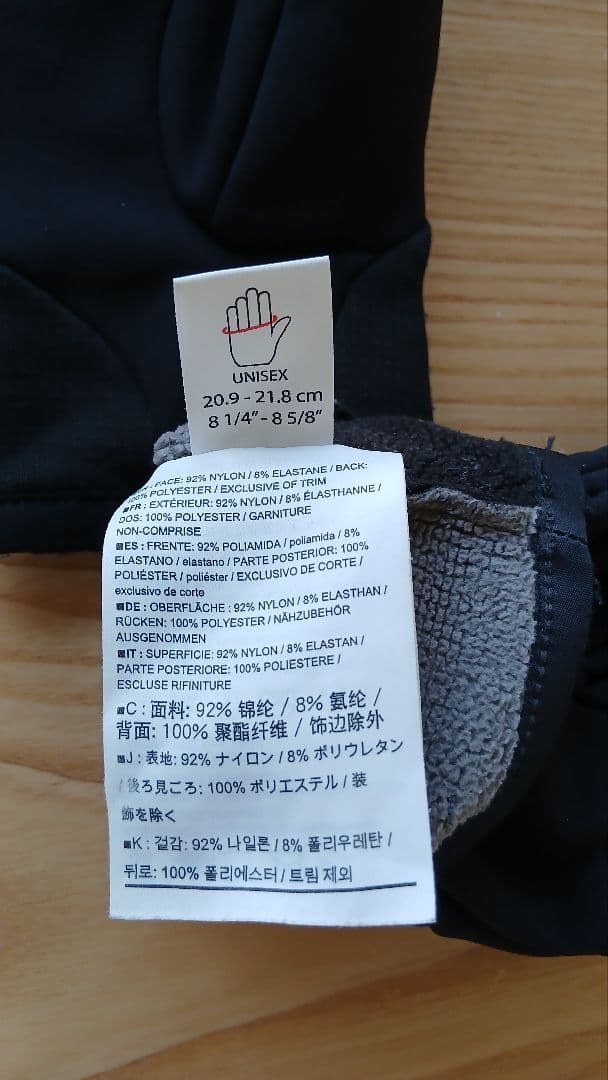 UNISEX
20.9 - 21.8 cm
8 1/4" - 8 5/8"
FACE: 92% NYLON / 8% ELASTANE / BACK:
100% POLYESTER / EXCLUSIVE OF TRIM
■FR : EXTÉRIEUR: 92% NYLON / 8% ÉLASTHANNE /
DOS: 100% POLYESTER / GARNITURE
NON-COMPRISE
■ES : FRENTE: 92% POLIAMIDA / poliamida / 8%
ELASTANO / elastano / PARTE POSTERIOR: 100%
POLIÉSTER / poliéster / EXCLUSIVO DE CORTE /
exclusivo de corte
■DE : OBERFLÄCHE : 92% NYLON / 8% ELASTHAN /
RÜCKEN: 100% POLYESTER / NÄHZUBEHÖR
AUSGENOMMEN
■IT : SUPERFICIE: 92% NYLON / 8% ELASTAN /
PARTE POSTERIORE: 100% POLIESTERE /
ESCLUSE RIFINITURE
■C : 面料: 92% 锦纶 / 8% 氨纶 /
背面: 100% 聚酯纤维 / 饰边除外
■J : 表地: 92% ナイロン / 8% ポリウレタン
/ 後ろ見ごろ: 100% ポリエステル / 装
飾を除く
■K : 겉감: 92% 나일론 / 8% 폴리우레탄 /
뒤로: 100% 폴리에스터 / 트림 제외